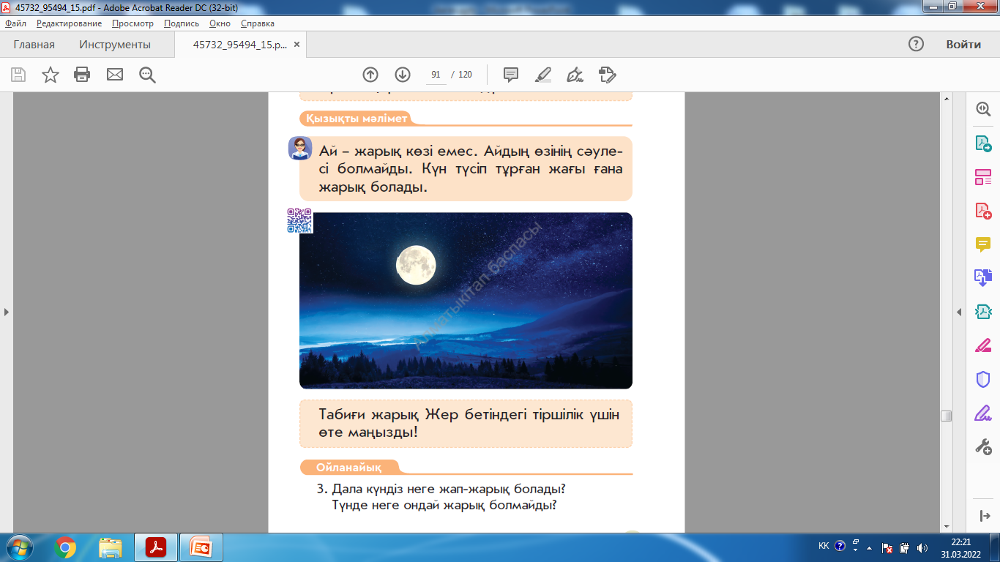 45732_95494_15.pdf - Adobe Acrobat Reader DC (32-bit)
Файл Редактирование Просмотр Подпись Окно Справка
Главная Инструменты 45732_95494_15.p... ×
Войти
91 / 120
Қызықты мәлімет
Ай – жарық көзі емес. Айдың өзінің сәуле-
сі болмайды. Күн түсіп тұрған жағы ғана
жарық болады.
Алматыкітап баспасы
Табиғи жарық Жер бетіндегі тіршілік үшін
өте маңызды!
Ойланайық
3. Дала күндіз неге жап-жарық болады?
Түнде неге ондай жарық болмайды?
KK
22:21
31.03.2022